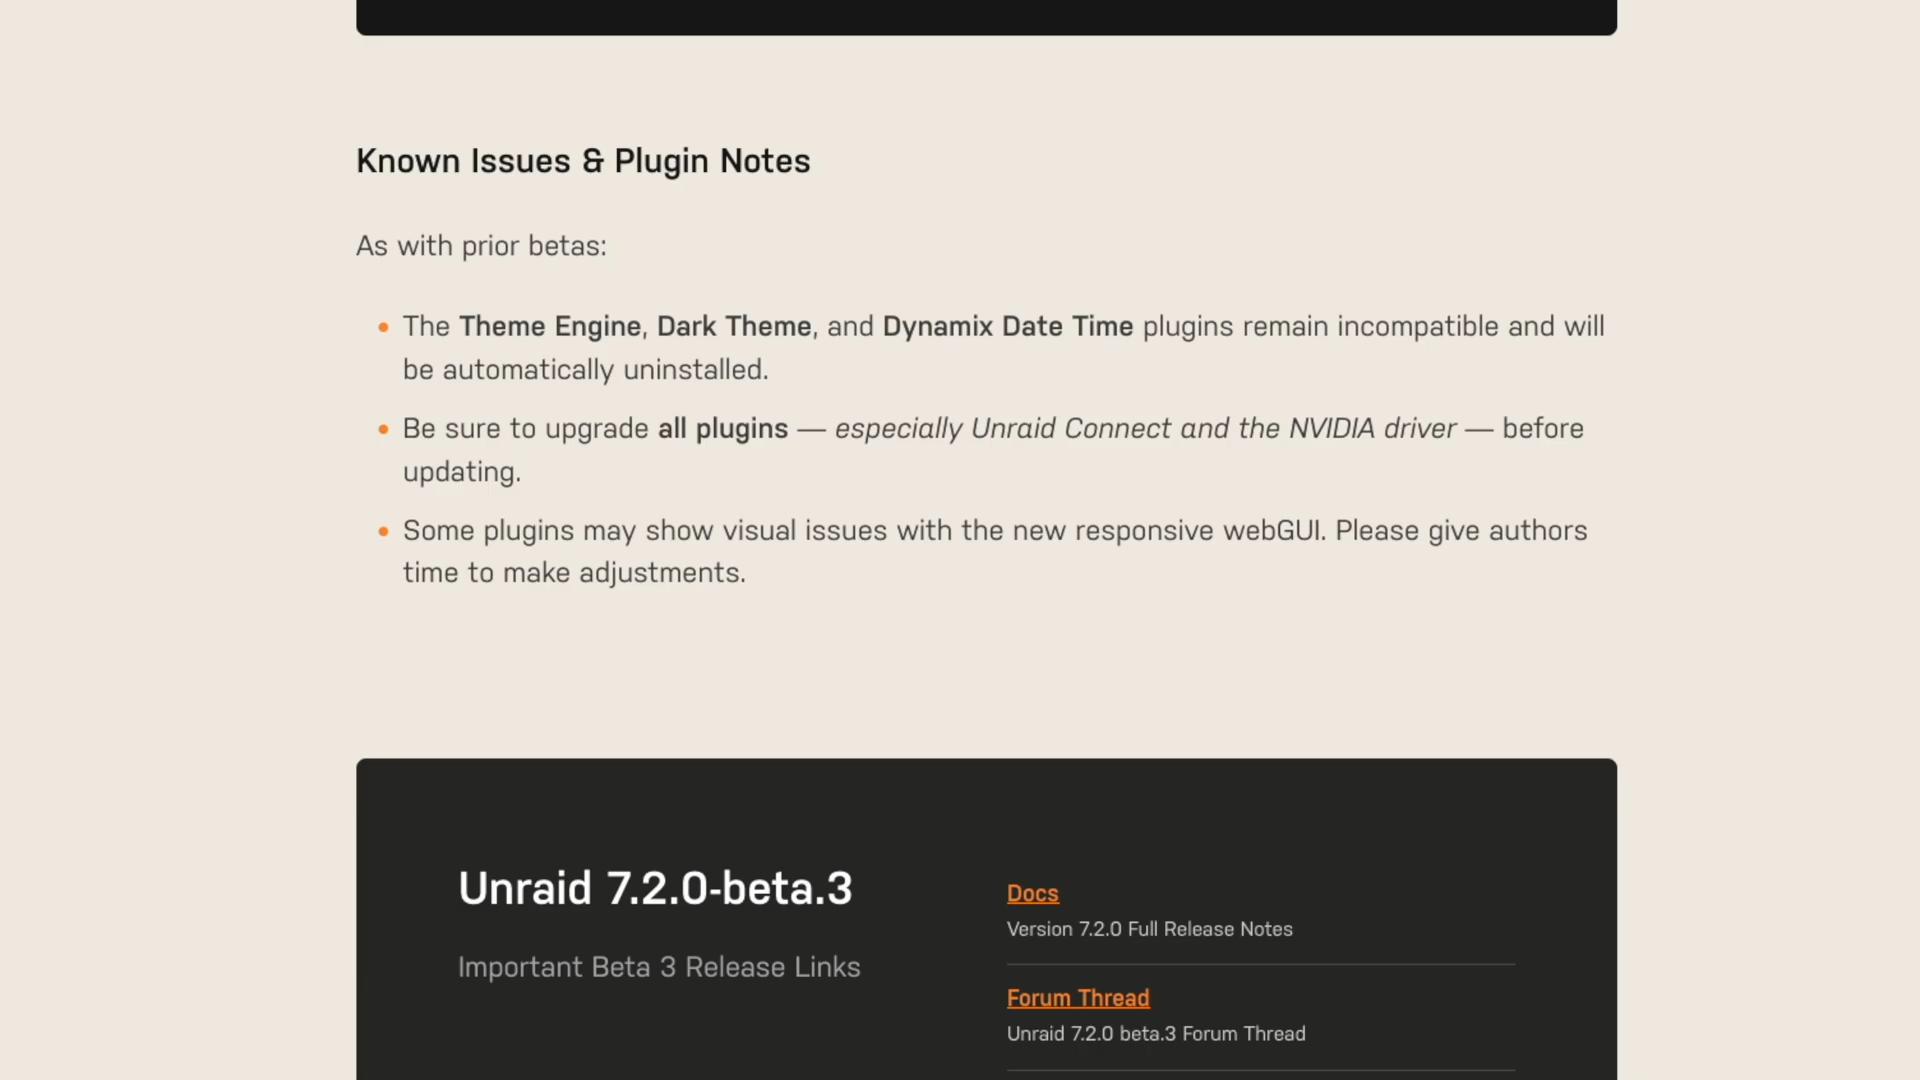 Known Issues & Plugin Notes
As with prior betas:
• The Theme Engine, Dark Theme, and Dynamix Date Time plugins remain incompatible and will
be automatically uninstalled.
• Be sure to upgrade all plugins — especially Unraid Connect and the NVIDIA driver — before
updating.
• Some plugins may show visual issues with the new responsive webGUI. Please give authors
time to make adjustments.
Unraid 7.2.0-beta.3
Important Beta 3 Release Links
Docs
Version 7.2.0 Full Release Notes
Forum Thread
Unraid 7.2.0 beta.3 Forum Thread